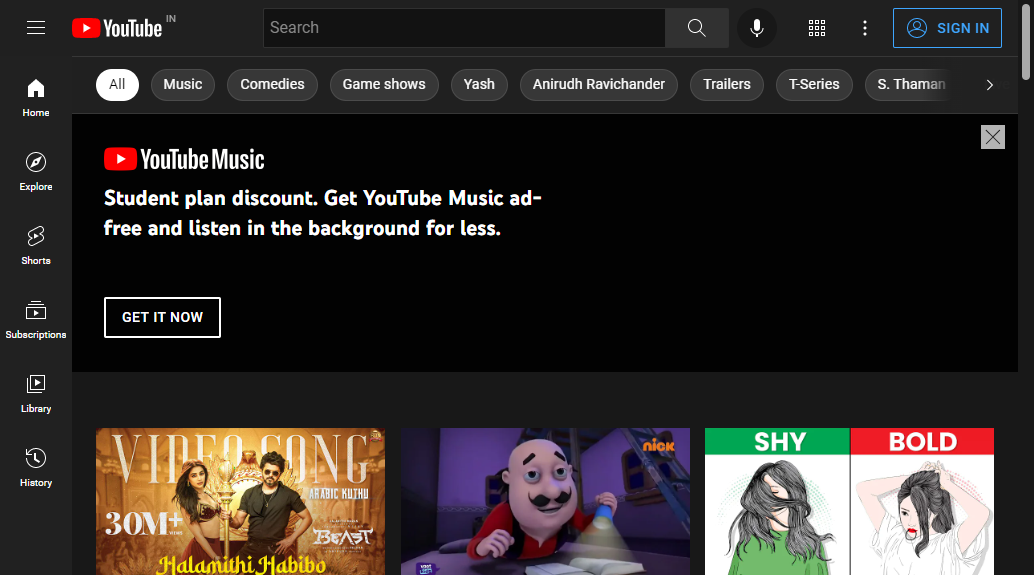 YouTube IN
Search
SIGN IN
All
Music
Comedies
Game shows
Yash
Anirudh Ravichander
Trailers
T-Series
S. Thaman
Home
Explore
Shorts
Subscriptions
Library
History
YouTube Music
Student plan discount. Get YouTube Music ad-
free and listen in the background for less.
GET IT NOW
VIDEO SONG
ARABIC KUTHU
30M+
BEAST
Halamithi Habibo
nick
SHY
BOLD